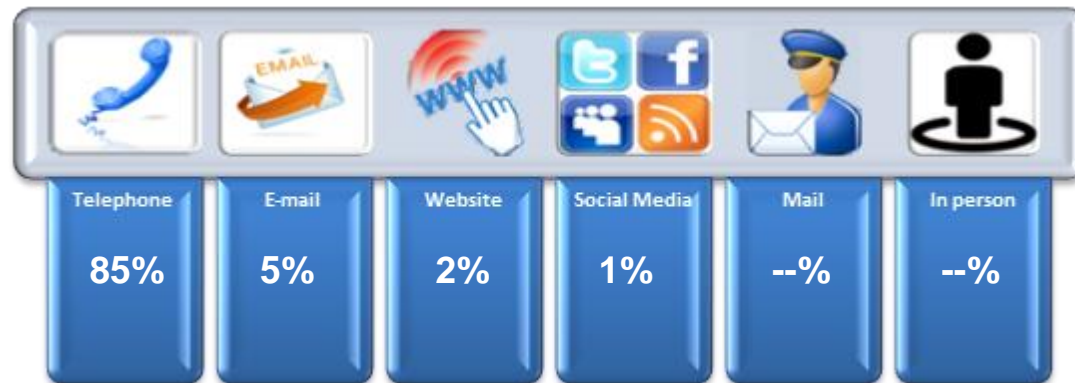 EMAIL
WWW
Telephone
E-mail
Website
Social Media
Mail
In person
85%
5%
2%
1%
--%
--%